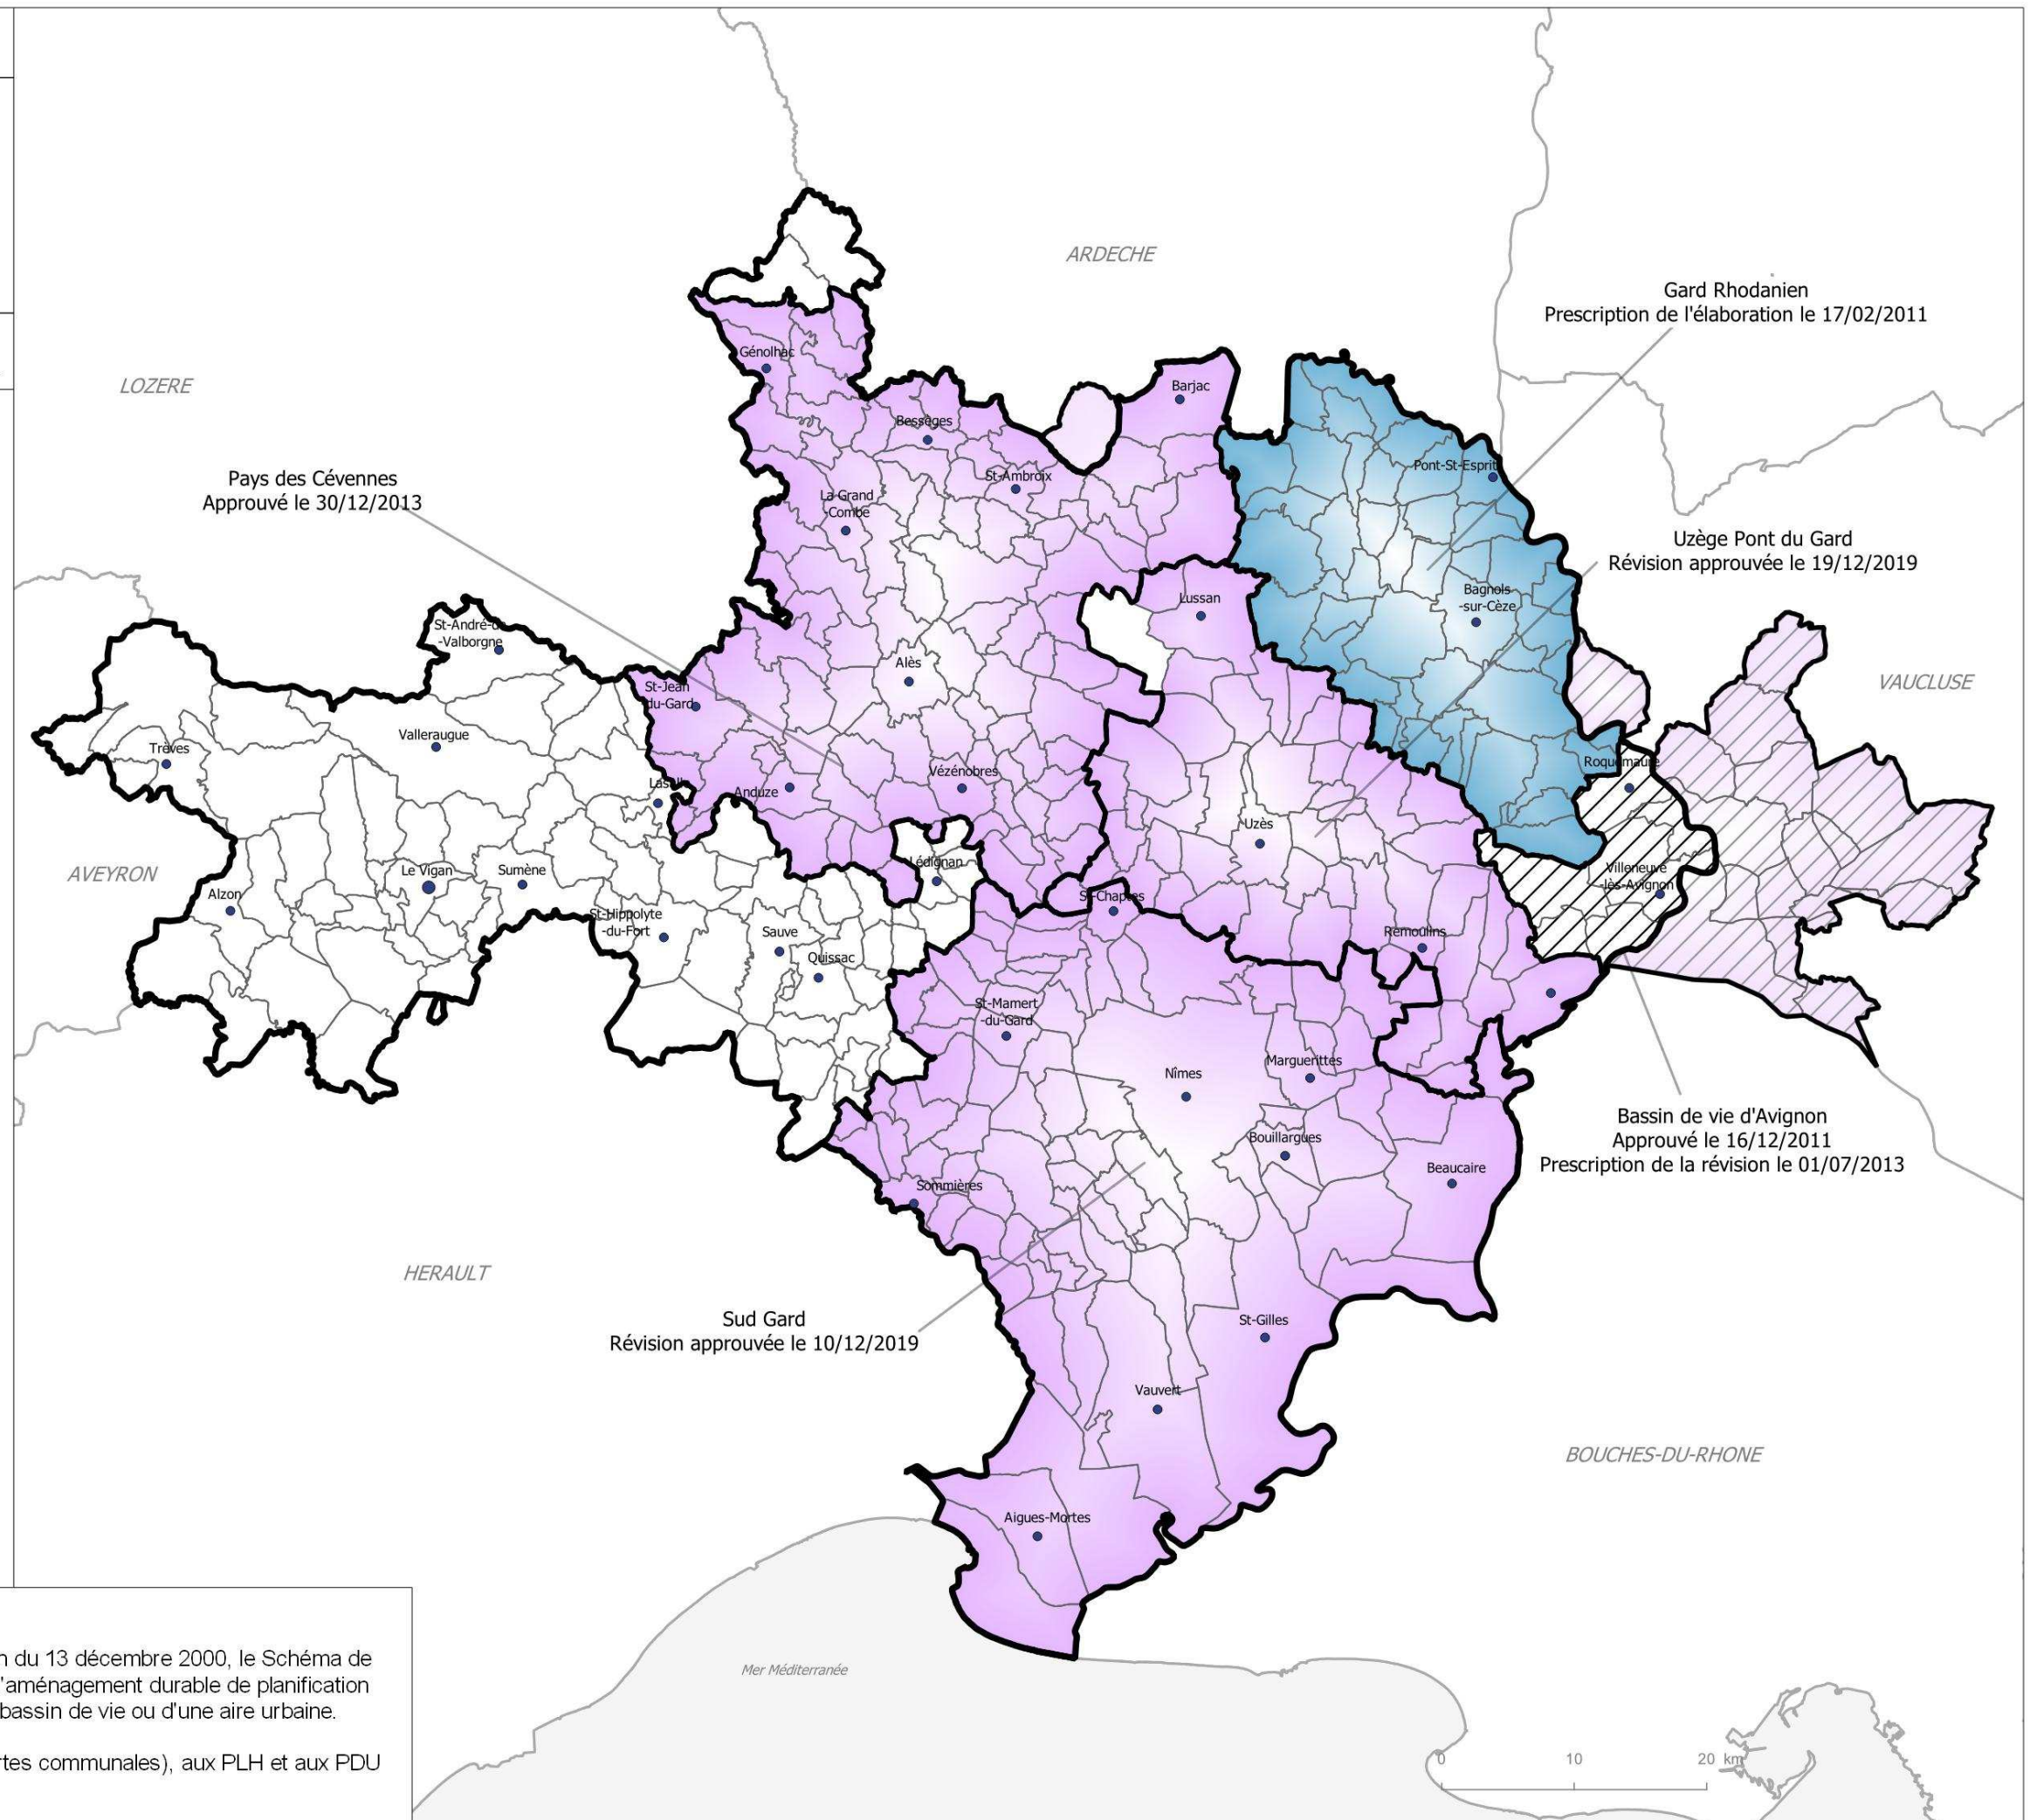 ARDECHE
Gard Rhodanien
Prescription de l'élaboration le 17/02/2011
Génolhac
LOZERE
Barjac
Bessèges
Pont-St-Esprit
Pays des Cévennes
Approuvé le 30/12/2013
St-Ambroix
La Grand
-Combe
Uzège Pont du Gard
Révision approuvée le 19/12/2019
Bagnols
-sur-Cèze
Lussan
St-André-de
-Valborgne
Alès
VAUCLUSE
St-Jean
-du-Gard
Valleraugue
Trèves
Roquemaure
Vézénobres
Lasalle
Anduze
Uzès
Lédignan
AVEYRON
Le Vigan
Sumène
Villeneuve
-lès-Avignon
Alzon
St-Chaptes
St-Hippolyte
-du-Fort
Sauve
Remoulins
Quissac
St-Mamert
-du-Gard
Marguerittes
Nîmes
Bassin de vie d'Avignon
Approuvé le 16/12/2011
Prescription de la révision le 01/07/2013
Bouillargues
Beaucaire
Sommières
HERAULT
Sud Gard
Révision approuvée le 10/12/2019
St-Gilles
Vauvert
BOUCHES-DU-RHONE
Aigues-Mortes
Mer Méditerranée
n du 13 décembre 2000, le Schéma de
d'aménagement durable de planification
bassin de vie ou d'une aire urbaine.
rtes communales), aux PLH et aux PDU
0 10 20 km